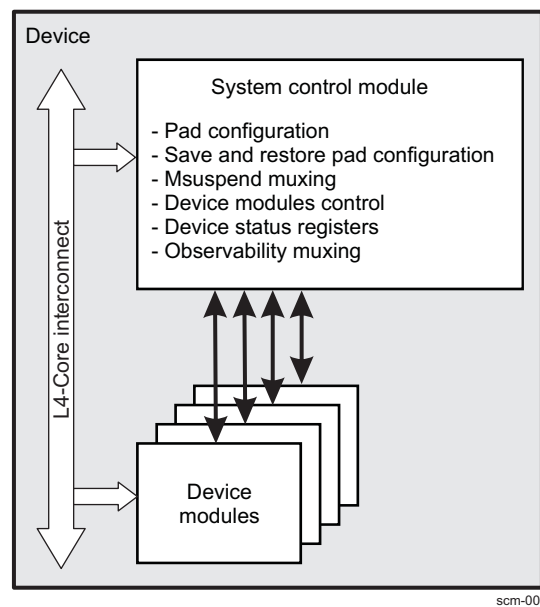 Device
System control module
- Pad configuration
- Save and restore pad configuration
- Msuspend muxing
- Device modules control
- Device status registers
- Observability muxing
L4-Core interconnect
Device
modules
scm-00